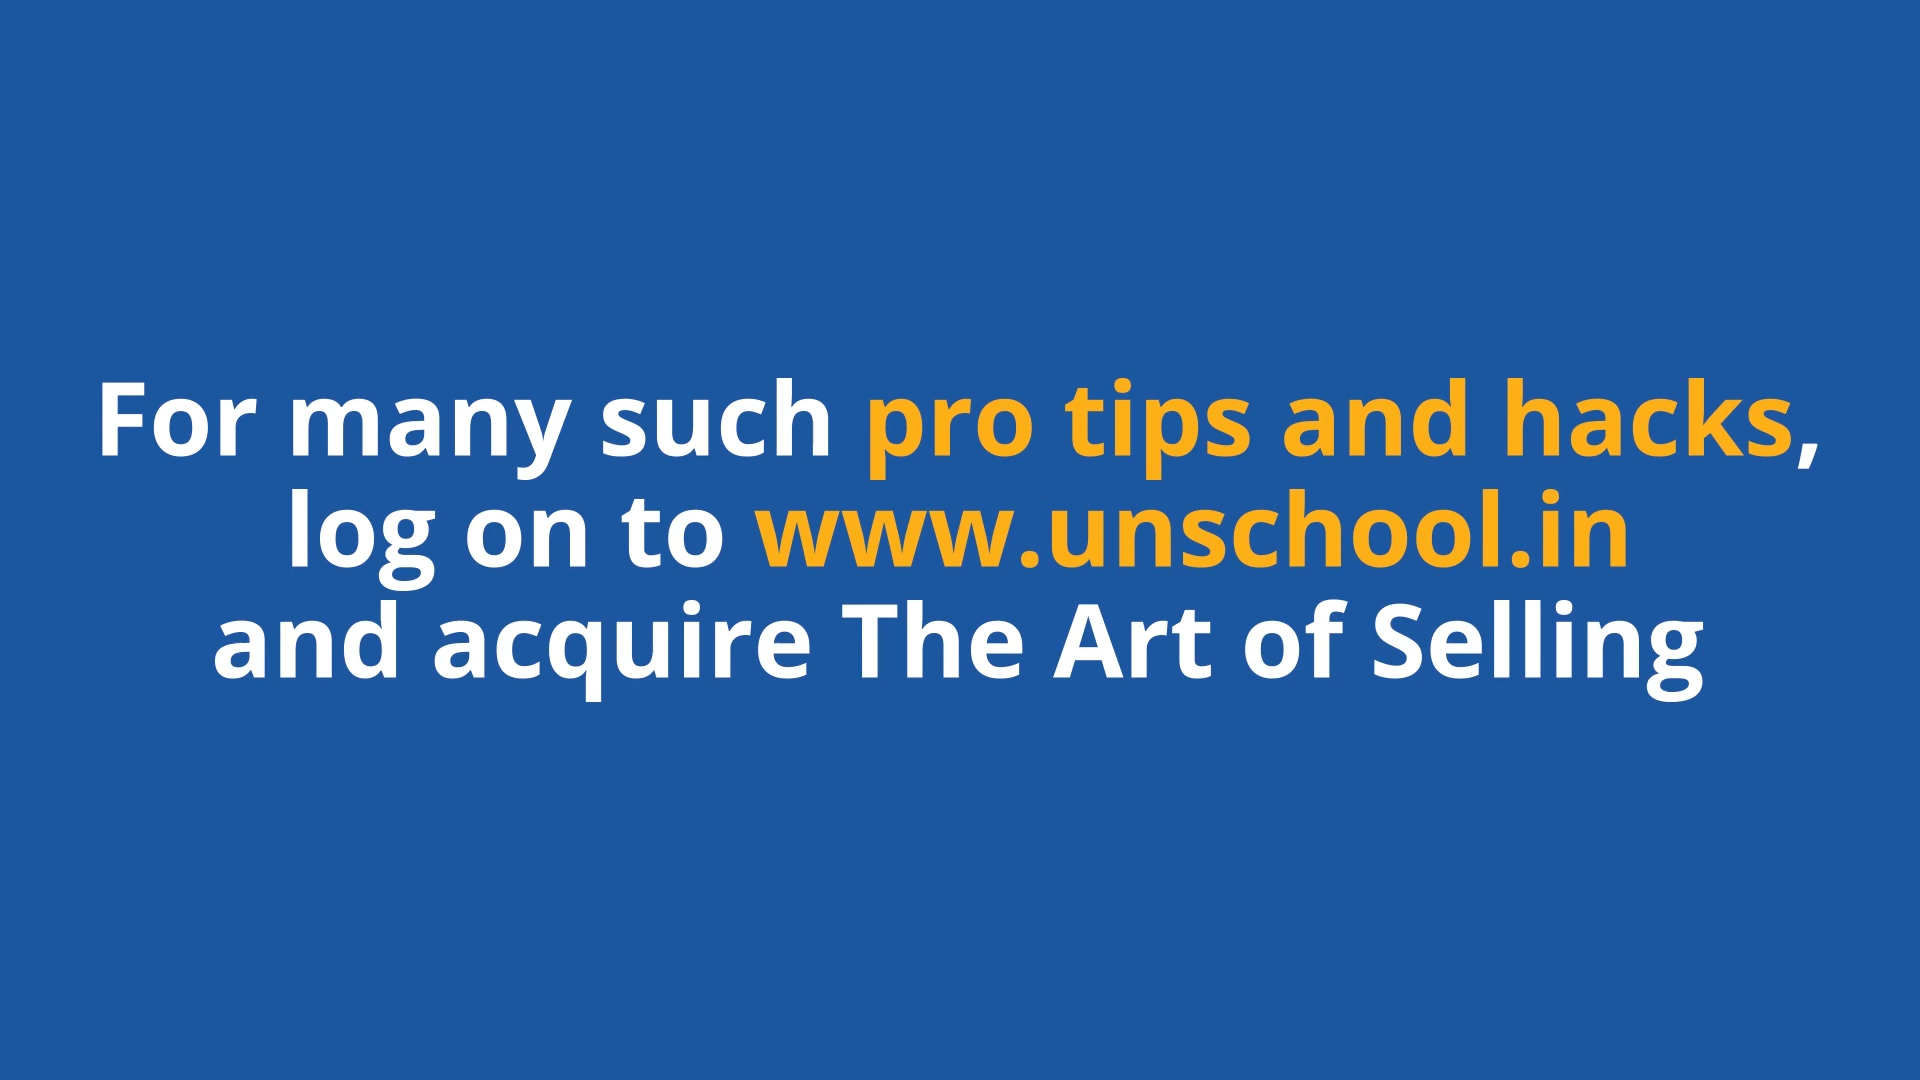 For many such pro tips and hacks,
log on to www.unschool.in
and acquire The Art of Selling